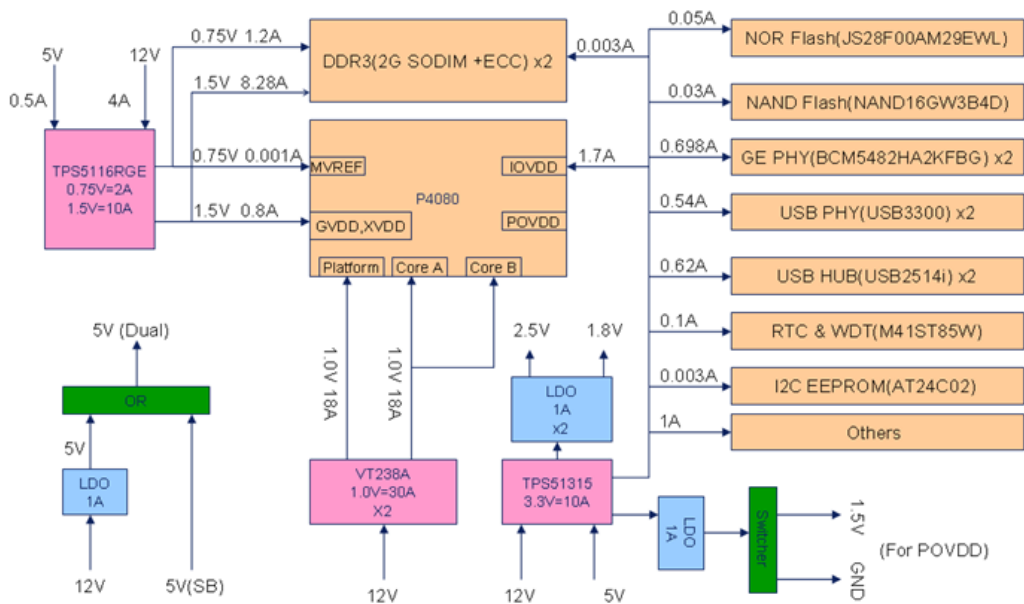 0.75V 1.2A
5V
12V
0.5A
4A
1.5V 8.28A
DDR3(2G SODIM +ECC) x2
0.003A
0.05A
NOR Flash(JS28F00AM29EWL)
0.03A
NAND Flash(NAND16GW3B4D)
TPS5116RGE
0.75V=2A
1.5V=10A
0.75V 0.001A
1.5V 0.8A
MVREF
IOVDD
P4080
POVDD
GVDD,XVDD
Platform
Core A
Core B
1.7A
0.698A
GE PHY(BCM5482HA2KFBG) x2
0.54A
USB PHY(USB3300) x2
0.62A
USB HUB(USB2514i) x2
0.1A
RTC & WDT(M41ST85W)
0.003A
I2C EEPROM(AT24C02)
1A
Others
5V (Dual)
OR
5V
LDO
1A
12V
5V(SB)
1.0V 18A
1.0V 18A
VT238A
1.0V=30A
X2
12V
2.5V
1.8V
LDO
1A
x2
TPS51315
3.3V=10A
12V
5V
LDO
1A
Switcher
1.5V
GND
(For POVDD)